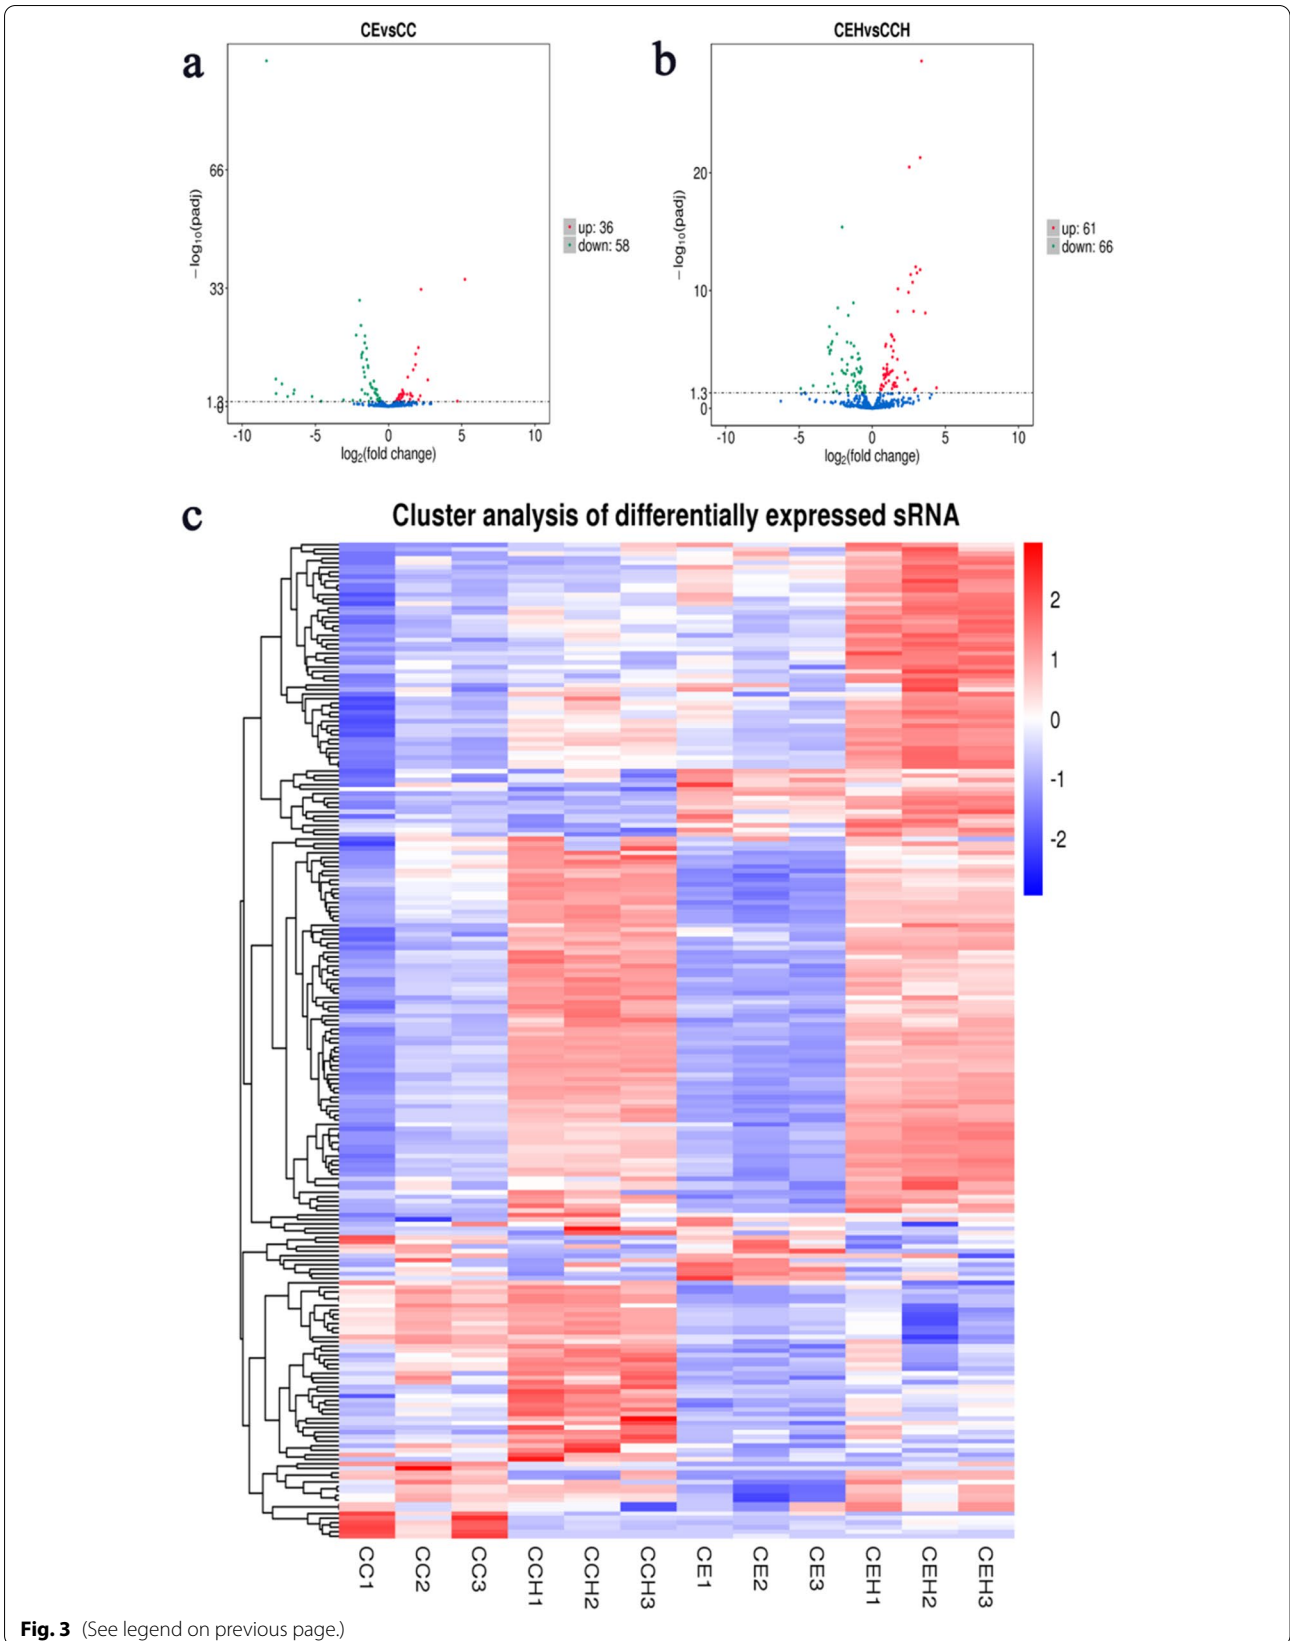 CEvsCC
a
66
33
1.3
0
−log10(padj)
-10 -5 0 5 10
log2(fold change)
up: 36
down: 58
CEHvsCCH
b
20
10
1.3
0
−log10(padj)
-10 -5 0 5 10
log2(fold change)
up: 61
down: 66
c
Cluster analysis of differentially expressed sRNA
2
1
0
-1
-2
CC1 CC2 CC3 CCH1 CCH2 CCH3 CE1 CE2 CE3 CEH1 CEH2 CEH3
Fig. 3 (See legend on previous page.)